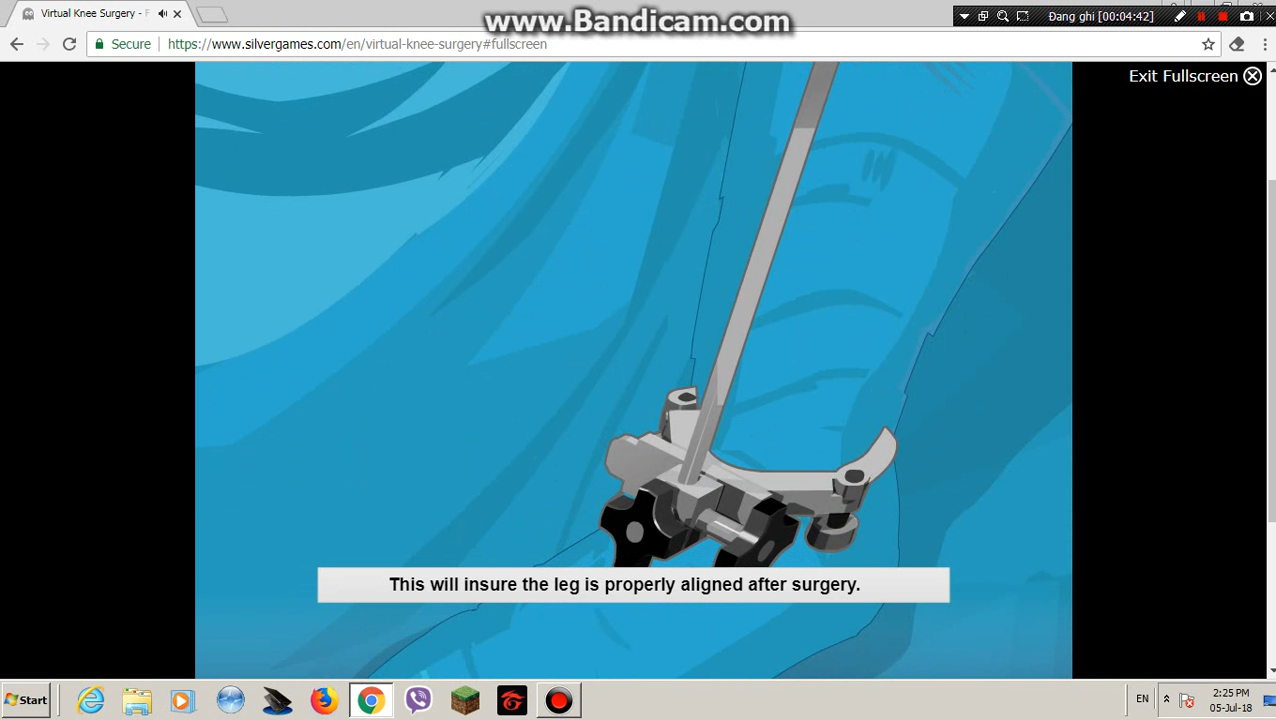 www.Bandicam.com
Virtual Knee Surgery - F
Đang ghi [00:04:42]
Secure
https://www.silvergames.com/en/virtual-knee-surgery#fullscreen
Exit Fullscreen
This will insure the leg is properly aligned after surgery.
Start
EN
2:25 PM
05-Jul-18